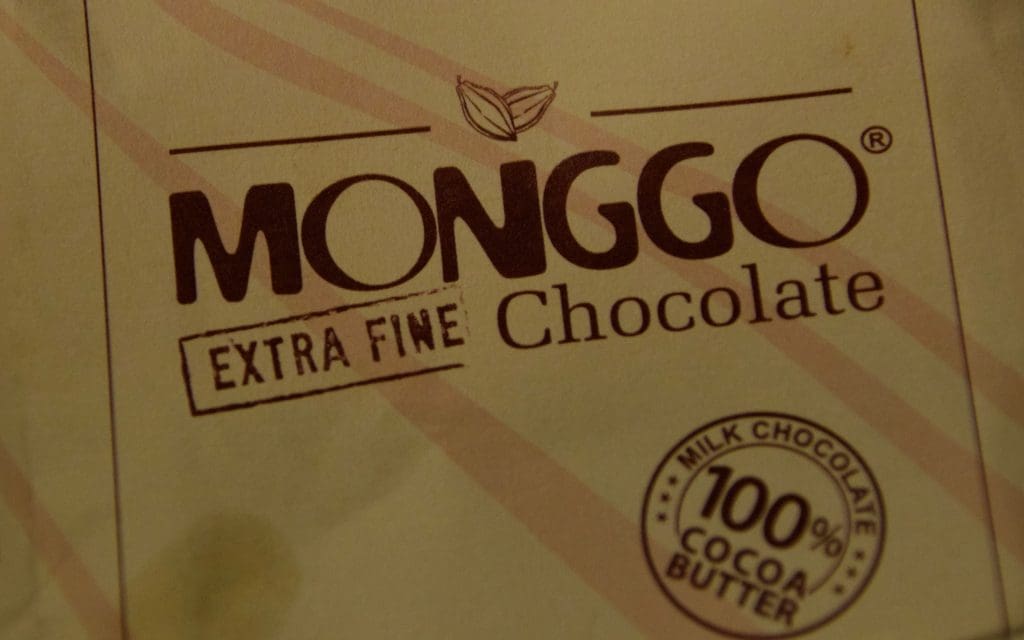 MONGGO®
EXTRA FINE Chocolate
MILK CHOCOLATE
100%
COCOA
BUTTER